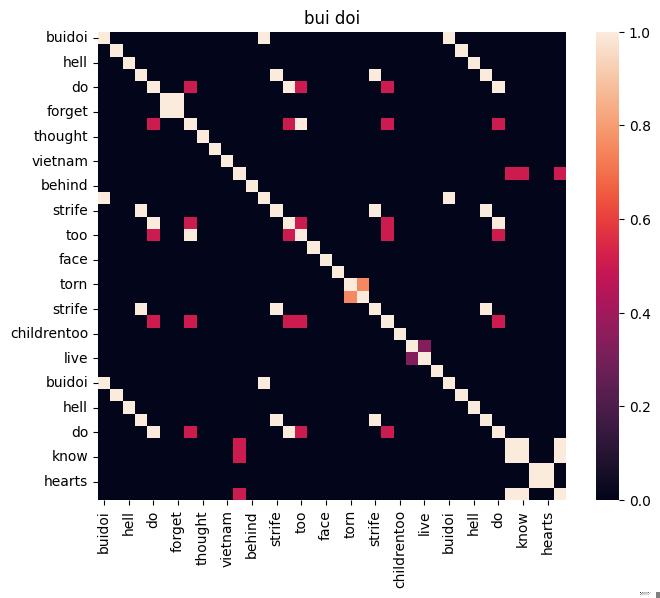 bui doi
buidoi
hell
do
forget
thought
vietnam
behind
strife
too
face
torn
strife
childrentoo
live
buidoi
hell
do
know
hearts
1.0
0.8
0.6
0.4
0.2
0.0
buidoi
hell
do
forget
thought
vietnam
behind
strife
too
face
torn
strife
childrentoo
live
buidoi
hell
do
know
hearts